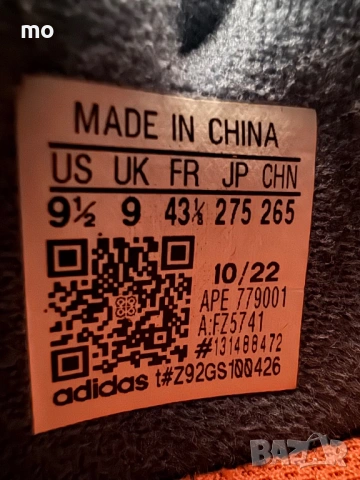 mo
MADE IN CHINA
US UK FR JP CHN
9½ 9 43⅓ 275 265
10/22
APE 779001
A:FZ5741
#131488472
adidas t#Z92GS100426
BAZAR